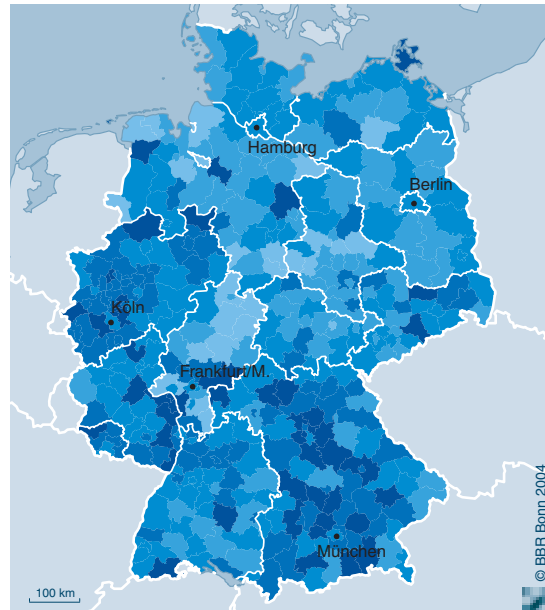 Hamburg
Berlin
Köln
Frankfurt/M.
München
© BBR Bonn 2004
100 km